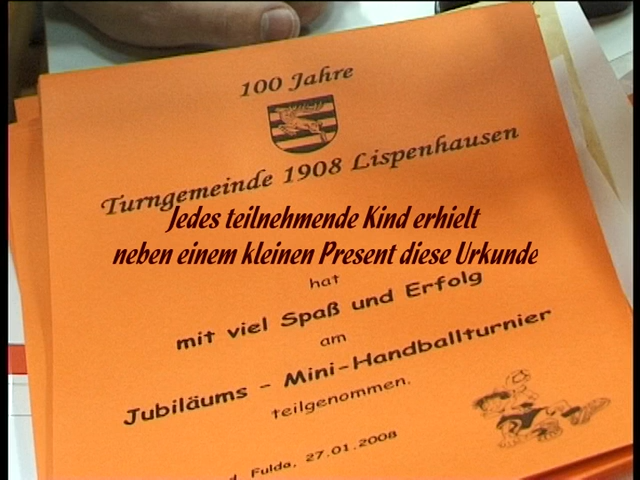 100 Jahre
Turngemeinde 1908 Lispenhausen
Jedes teilnehmende Kind erhielt
neben einem kleinen Present diese Urkunde
hat
mit viel Spaß und Erfolg
am
Jubiläums - Mini-Handballturnier
teilgenommen.
d. Fulda, 27.01.2008